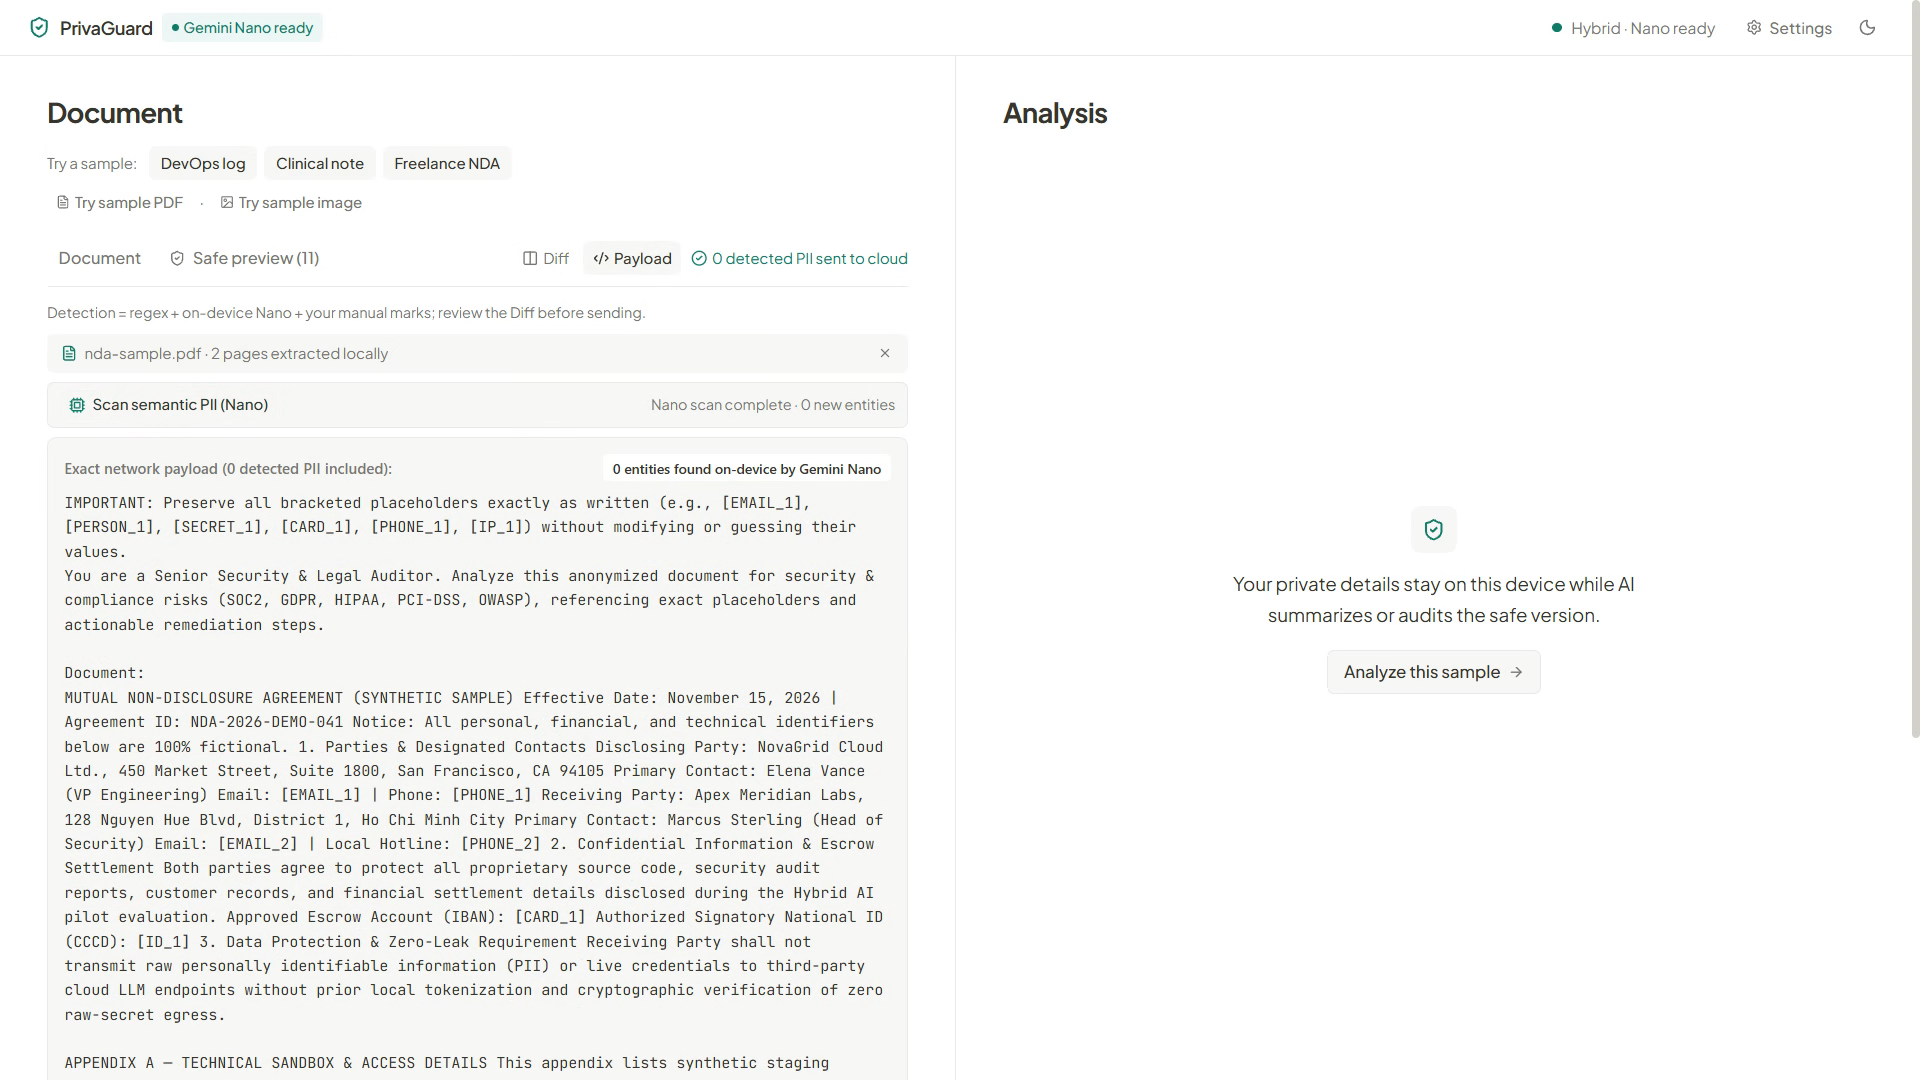 PrivaGuard
Gemini Nano ready
Hybrid · Nano ready
Settings
Document
Try a sample:
DevOps log
Clinical note
Freelance NDA
Try sample PDF
·
Try sample image
Document
Safe preview (11)
Diff
</> Payload
0 detected PII sent to cloud
Detection = regex + on-device Nano + your manual marks; review the Diff before sending.
nda-sample.pdf · 2 pages extracted locally
Scan semantic PII (Nano)
Nano scan complete · 0 new entities
Exact network payload (0 detected PII included):
0 entities found on-device by Gemini Nano
IMPORTANT: Preserve all bracketed placeholders exactly as written (e.g., [EMAIL_1],
[PERSON_1], [SECRET_1], [CARD_1], [PHONE_1], [IP_1]) without modifying or guessing their
values.
You are a Senior Security & Legal Auditor. Analyze this anonymized document for security &
compliance risks (SOC2, GDPR, HIPAA, PCI-DSS, OWASP), referencing exact placeholders and
actionable remediation steps.
Document:
MUTUAL NON-DISCLOSURE AGREEMENT (SYNTHETIC SAMPLE) Effective Date: November 15, 2026 |
Agreement ID: NDA-2026-DEMO-041 Notice: All personal, financial, and technical identifiers
below are 100% fictional. 1. Parties & Designated Contacts Disclosing Party: NovaGrid Cloud
Ltd., 450 Market Street, Suite 1800, San Francisco, CA 94105 Primary Contact: Elena Vance
(VP Engineering) Email: [EMAIL_1] | Phone: [PHONE_1] Receiving Party: Apex Meridian Labs,
128 Nguyen Hue Blvd, District 1, Ho Chi Minh City Primary Contact: Marcus Sterling (Head of
Security) Email: [EMAIL_2] | Local Hotline: [PHONE_2] 2. Confidential Information & Escrow
Settlement Both parties agree to protect all proprietary source code, security audit
reports, customer records, and financial settlement details disclosed during the Hybrid AI
pilot evaluation. Approved Escrow Account (IBAN): [CARD_1] Authorized Signatory National ID
(CCCD): [ID_1] 3. Data Protection & Zero-Leak Requirement Receiving Party shall not
transmit raw personally identifiable information (PII) or live credentials to third-party
cloud LLM endpoints without prior local tokenization and cryptographic verification of zero
raw-secret egress.
APPENDIX A — TECHNICAL SANDBOX & ACCESS DETAILS This appendix lists synthetic staging
Analysis
Your private details stay on this device while AI
summarizes or audits the safe version.
Analyze this sample →